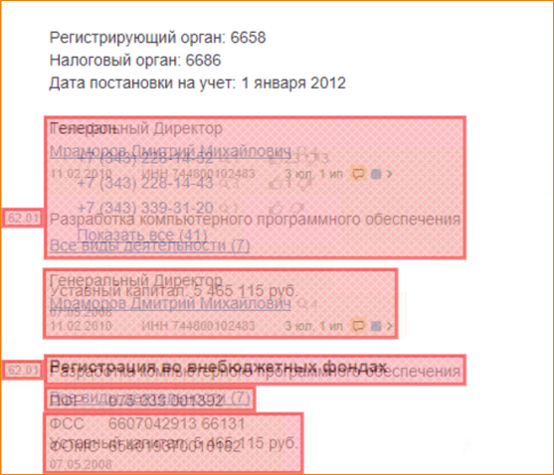 Регистрирующий орган: 6658
Налоговый орган: 6686
Дата постановки на учет: 1 января 2012
Телефон
Генеральный Директор
Мраморов Дмитрий Михайлович
+7 (343) 228-14-52
11.02.2010 ИНН 744800102483 3 юл, 1 ип
+7 (343) 228-14-43
+7 (343) 339-31-20
62.01 Разработка компьютерного программного обеспечения
Показать все (41)
Все виды деятельности (7)
Генеральный Директор
Уставный капитал: 5 465 115 руб.
Мраморов Дмитрий Михайлович 4
07.05.2008
11.02.2010 ИНН 744800102483 3 юл, 1 ип
Регистрация во внебюджетных фондах
62.01 Разработка компьютерного программного обеспечения
Все виды деятельности (7)
ПФР 075 033 001392
ФСС 6607042913 66131
Уставный капитал: 5 465 115 руб.
ФОМС
07.05.2008